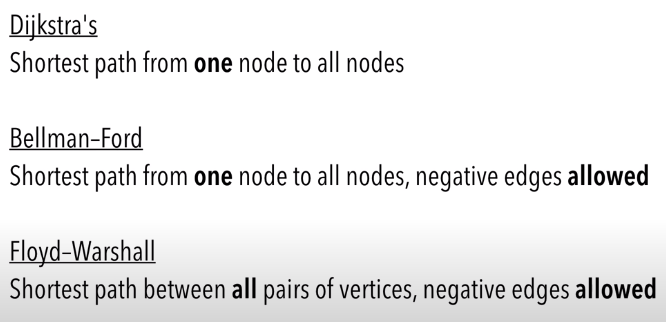 Dijkstra's
Shortest path from one node to all nodes
Bellman–Ford
Shortest path from one node to all nodes, negative edges allowed
Floyd–Warshall
Shortest path between all pairs of vertices, negative edges allowed